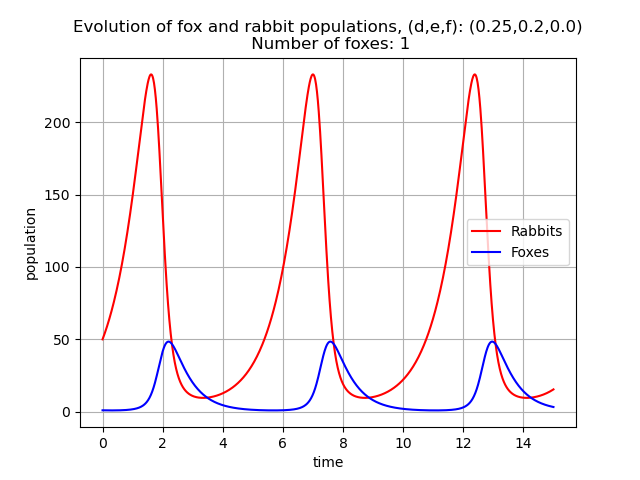 Evolution of fox and rabbit populations, (d,e,f): (0.25,0.2,0.0)
Number of foxes: 1
population
200
150
100
50
0
Rabbits
Foxes
0 2 4 6 8 10 12 14
time